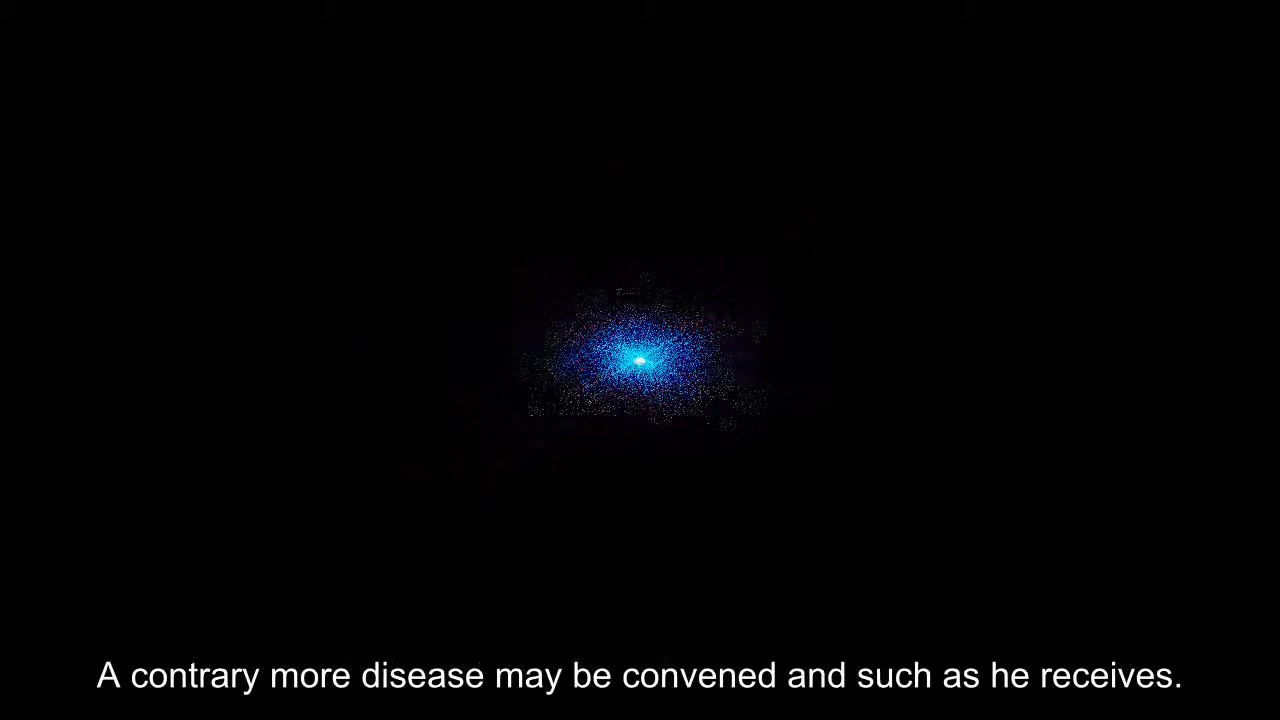 A contrary more disease may be convened and such as he receives.